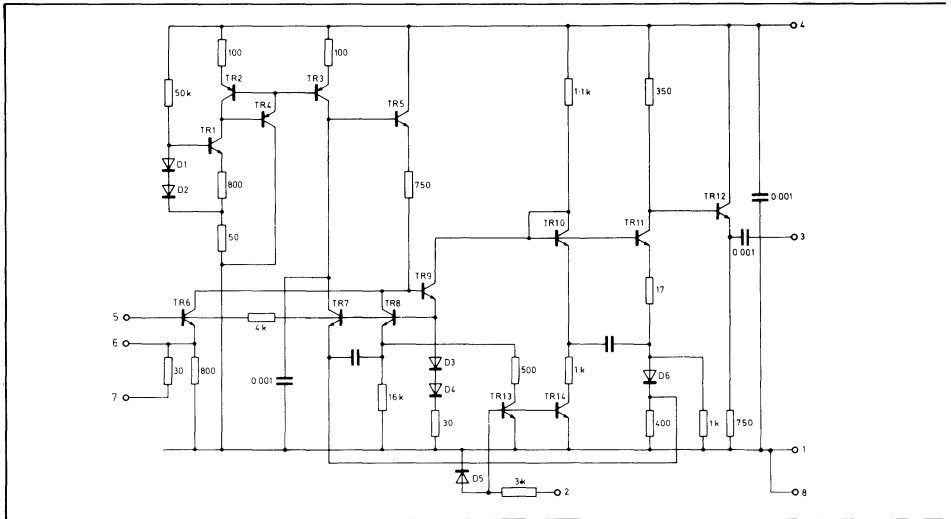 4
100
100
TR2
TR3
50k
TR4
TR5
1·1k
350
TR1
D1
D2
800
750
TR12
0·001
50
TR10
TR11
3
0·001
TR9
17
TR6
TR7
TR8
5
4k
6
D3
30
800
0·001
500
1k
D6
7
D4
16k
TR13
TR14
30
400
1k
750
1
D5
3k
2
8